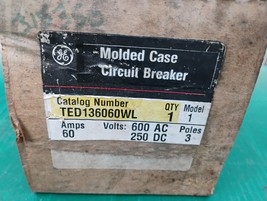 GE
Molded Case
Circuit Breaker
Catalog Number QTY Model
TED136060WL 1 1
Amps Volts: 600 AC Poles
60 250 DC 3